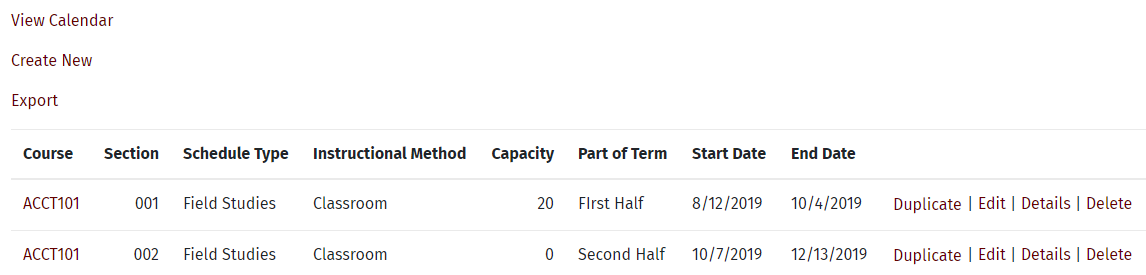 View Calendar
Create New
Export
Course Section Schedule Type Instructional Method Capacity Part of Term Start Date End Date
ACCT101 001 Field Studies Classroom 20 FIrst Half 8/12/2019 10/4/2019 Duplicate | Edit | Details | Delete
ACCT101 002 Field Studies Classroom 0 Second Half 10/7/2019 12/13/2019 Duplicate | Edit | Details | Delete